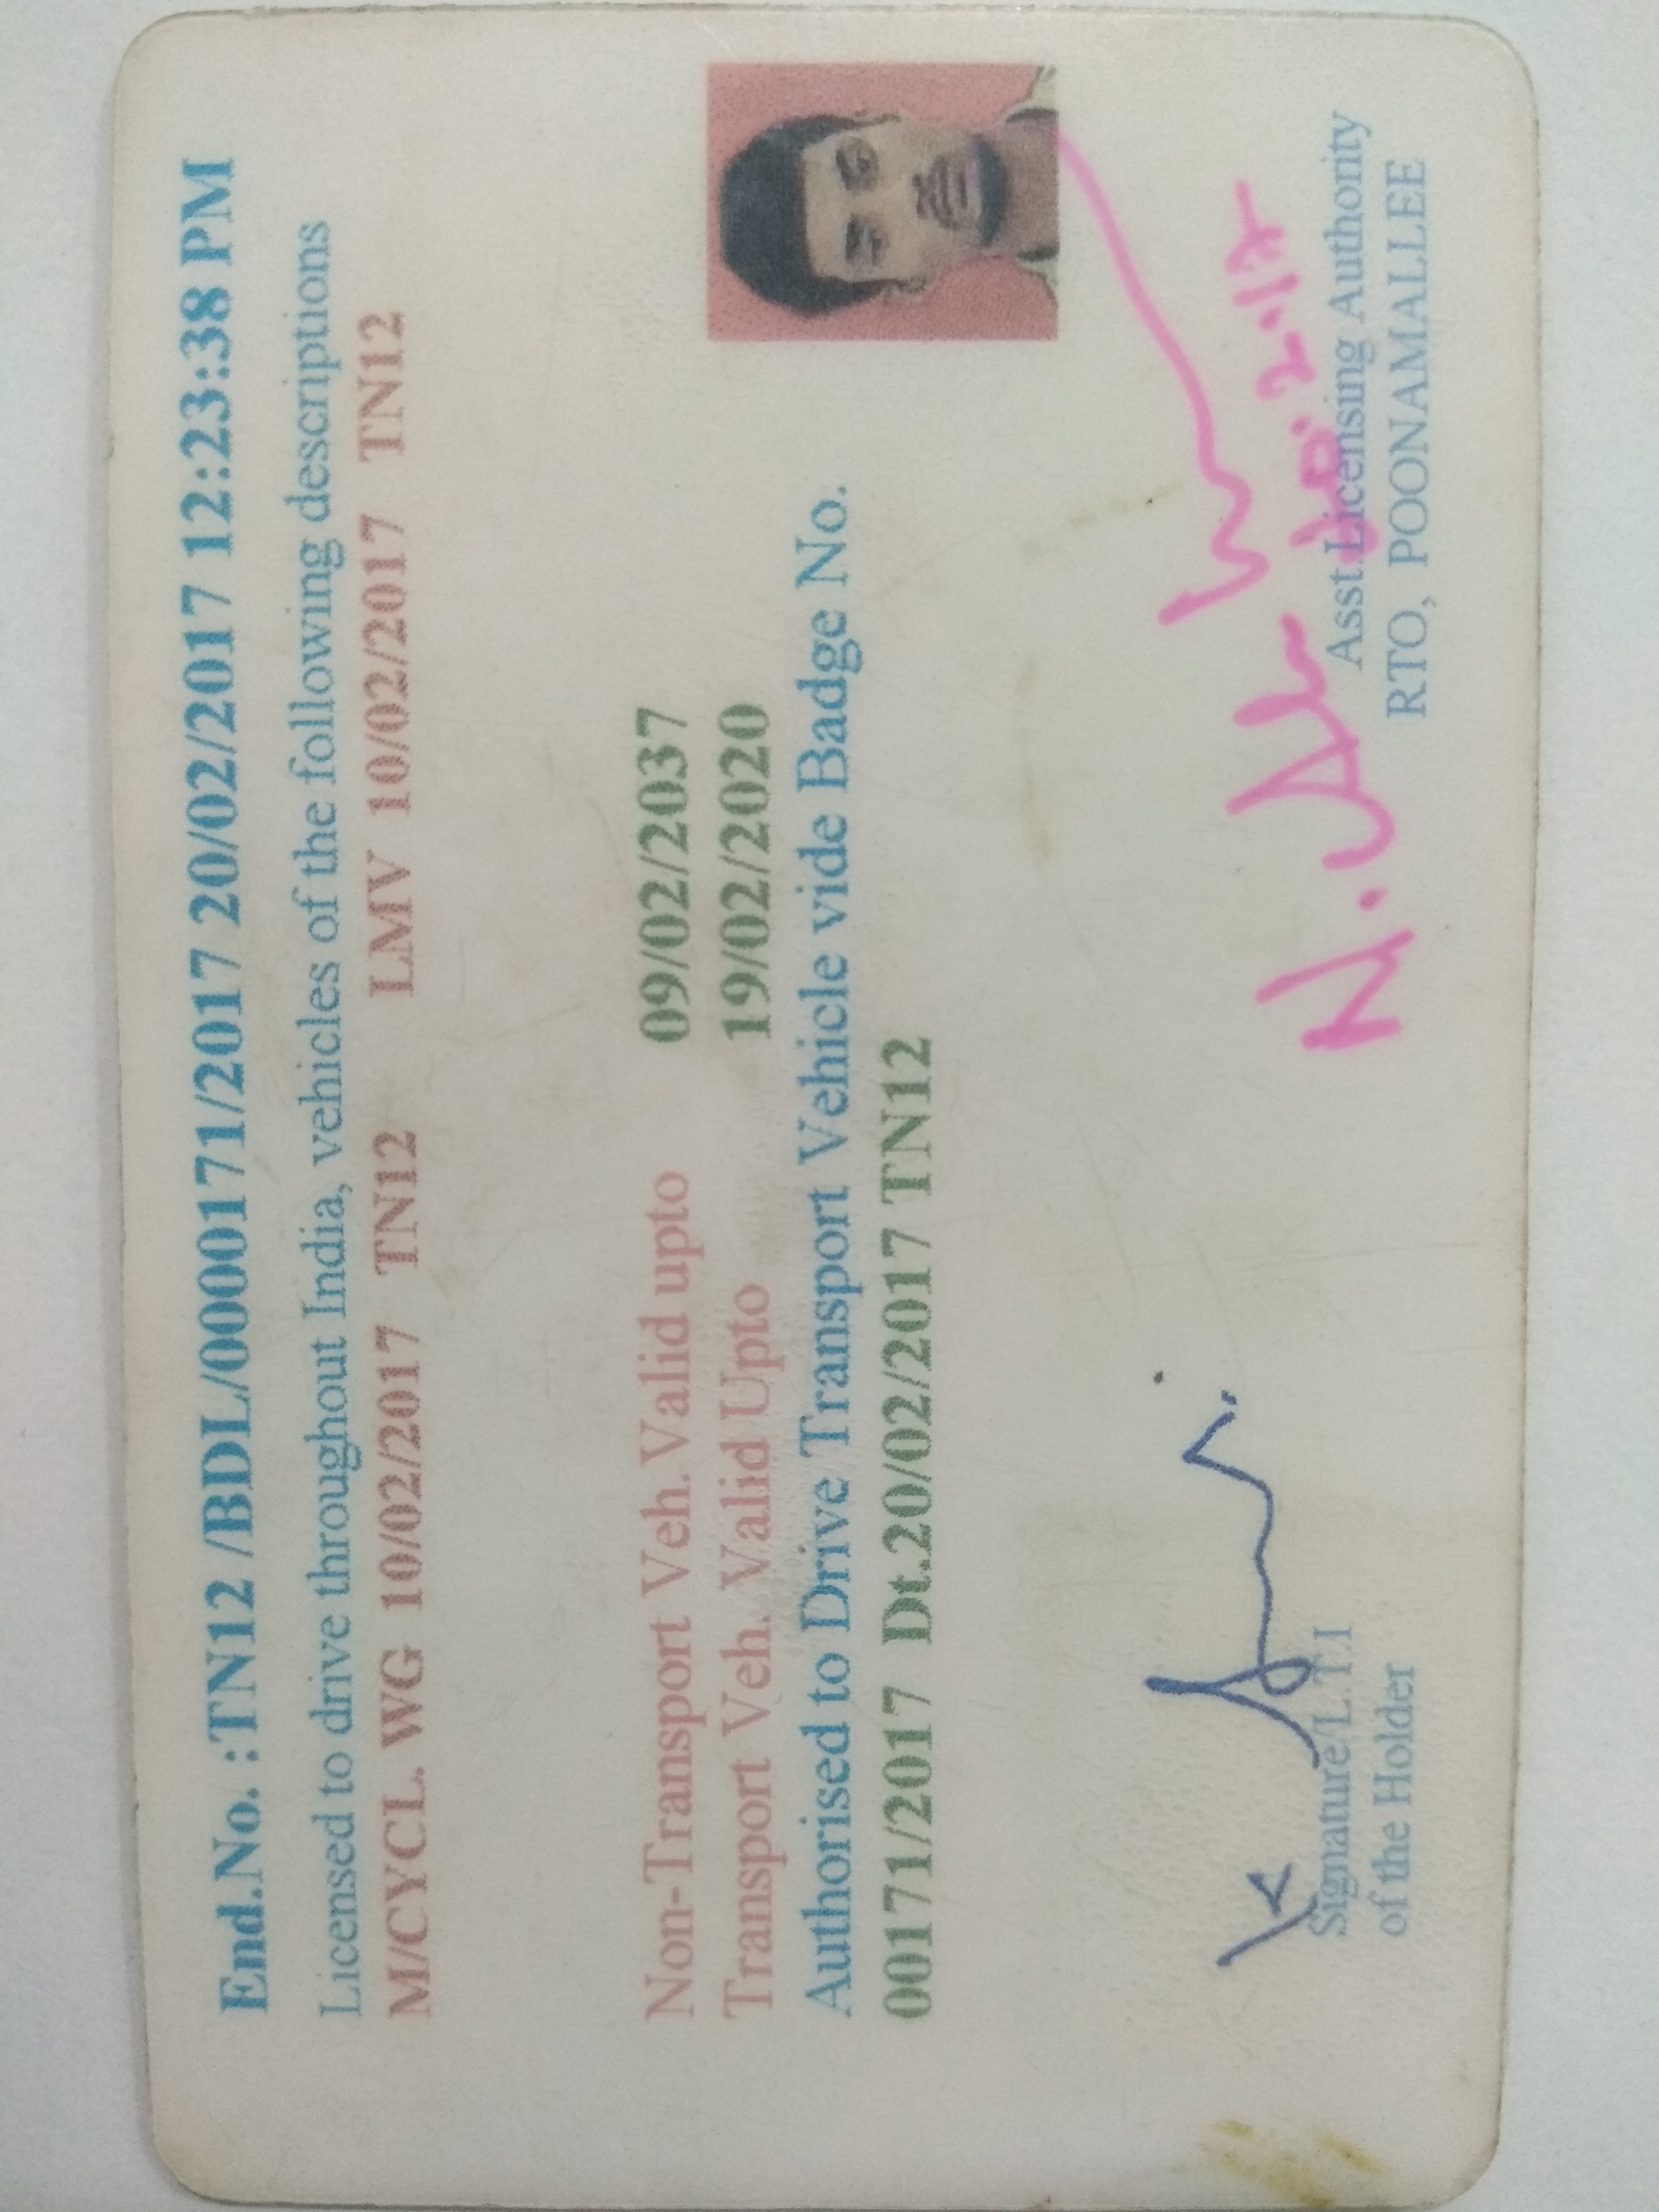 End.No. :TN12 /BDL/0000171/2017 20/02/2017 12:23:38 PM
Licensed to drive throughout India, vehicles of the following descriptions
M/CYCL. WG 10/02/2017 TN12 LMV 10/02/2017 TN12
Non-Transport Veh.Valid upto 09/02/2037
Transport Veh. Valid Upto 19/02/2020
Authorised to Drive Transport Vehicle vide Badge No.
00171/2017 Dt.20/02/2017 TN12
Signature/L.T.I
of the Holder
Asst.Licensing Authority
RTO, POONAMALLEE